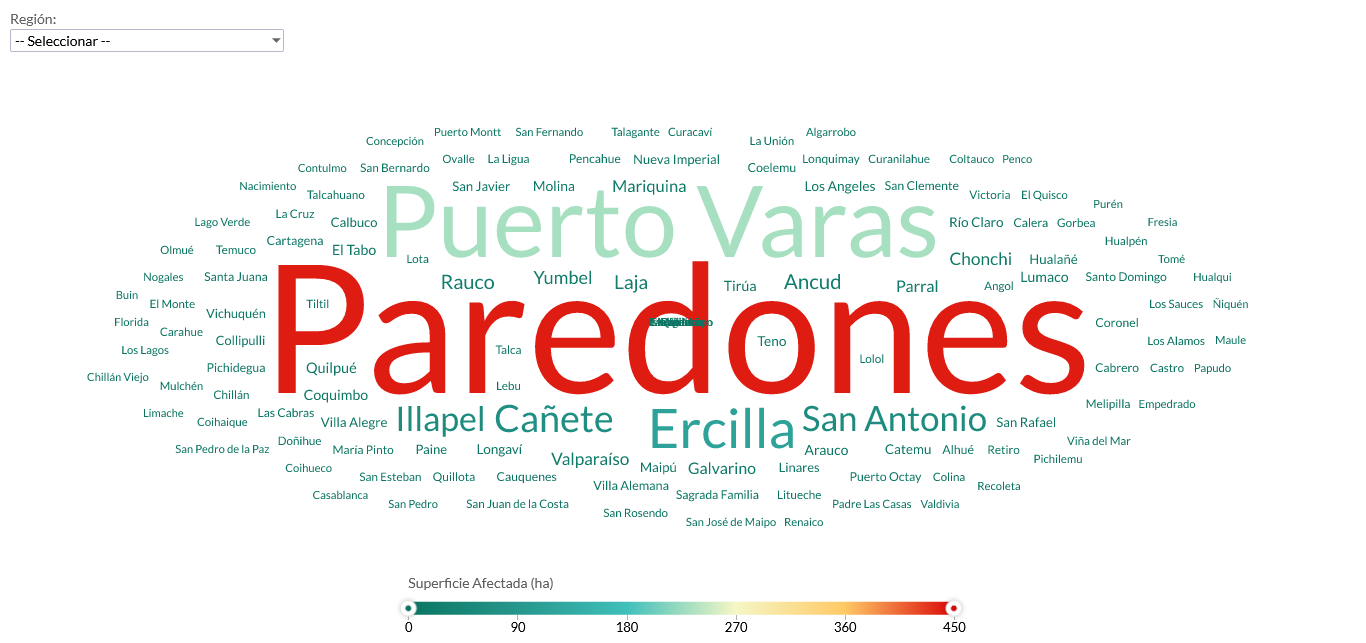 Región:
-- Seleccionar --
Puerto Montt San Fernando Talagante Curacaví Algarrobo
Concepción La Unión
Ovalle La Ligua Pencahue Nueva Imperial Lonquimay Curanilahue Coltauco Penco
Contulmo San Bernardo Coelemu
Nacimiento San Javier Molina Mariquina Los Angeles San Clemente
Talcahuano Victoria El Quisco
Purén
La Cruz
Lago Verde Calbuco Puerto Varas Río Claro Calera Gorbea Fresia
Cartagena Hualpén
Olmué Temuco El Tabo
Lota Chonchi Hualañé Tomé
Nogales Santa Juana Rauco Yumbel Laja Tirúa Ancud Parral Angol Lumaco Santo Domingo Hualqui
Buin
El Monte Tiltil Los Sauces Ñiquén
Vichuquén
Florida Paredones Coronel
Carahue
Collipulli Teno Los Alamos Maule
Los Lagos Talca
Lolol
Pichidegua Quilpué Cabrero Castro Papudo
Chillán Viejo
Mulchén Lebu
Chillán Coquimbo
Melipilla Empedrado
Limache Las Cabras
Coihaique Villa Alegre Illapel Cañete Ercilla San Antonio San Rafael
Doñihue Viña del Mar
San Pedro de la Paz María Pinto Paine Longaví Arauco Catemu Alhué Retiro
Valparaíso Pichilemu
Coihueco Maipú Galvarino Linares
San Esteban Quillota Cauquenes Puerto Octay Colina
Villa Alemana Recoleta
Casablanca Sagrada Familia Litueche
San Pedro San Juan de la Costa Padre Las Casas Valdivia
San Rosendo
San José de Maipo Renaico
Superficie Afectada (ha)
0 90 180 270 360 450